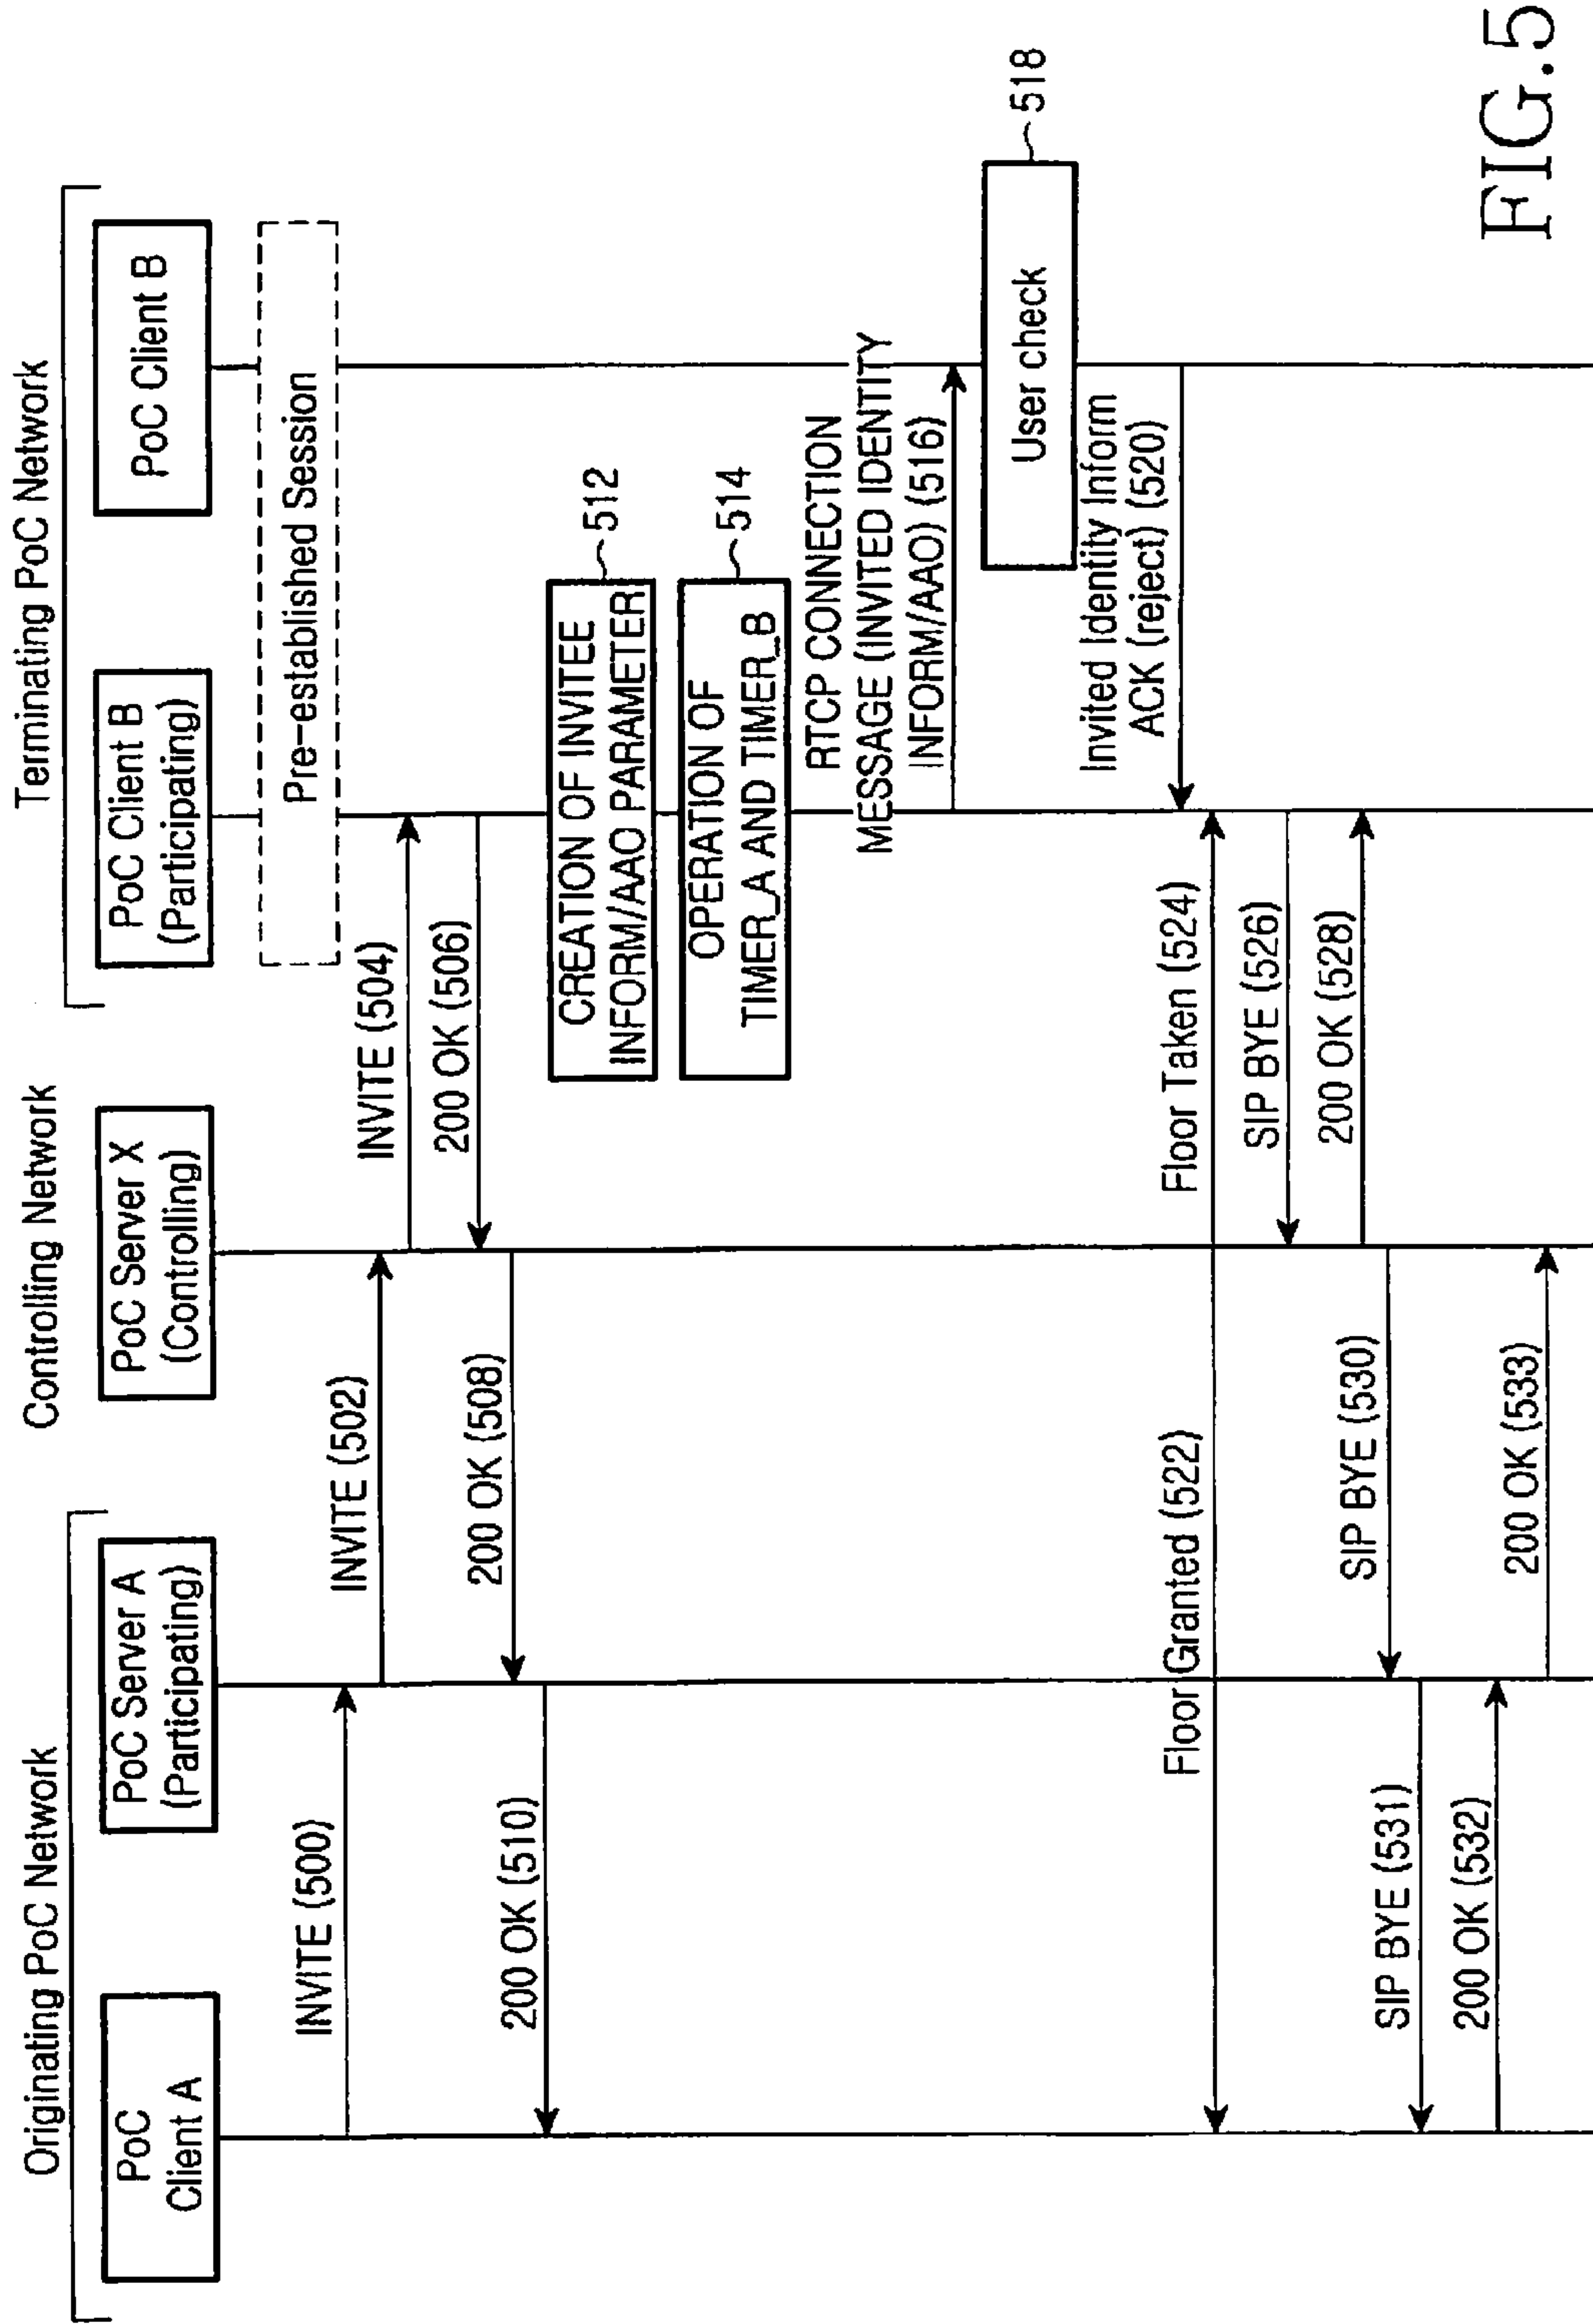 Originating PoC Network
Controlling Network
Terminating PoC Network
PoC
Client A
PoC Server A
(Participating)
PoC Server X
(Controlling)
PoC Client B
(Participating)
PoC Client B
Pre-established Session
INVITE (500)
INVITE (502)
INVITE (504)
200 OK (506)
200 OK (508)
200 OK (510)
CREATION OF INVITEE
INFORM/AAO PARAMETER
512
OPERATION OF
TIMER_A AND TIMER_B
514
RTCP CONNECTION
MESSAGE (INVITED IDENTITY
INFORM/AAO) (516)
User check
518
Invited Identity Inform
ACK (reject) (520)
Floor Granted (522)
Floor Taken (524)
SIP BYE (526)
200 OK (528)
SIP BYE (530)
SIP BYE (531)
200 OK (532)
200 OK (533)
FIG.5